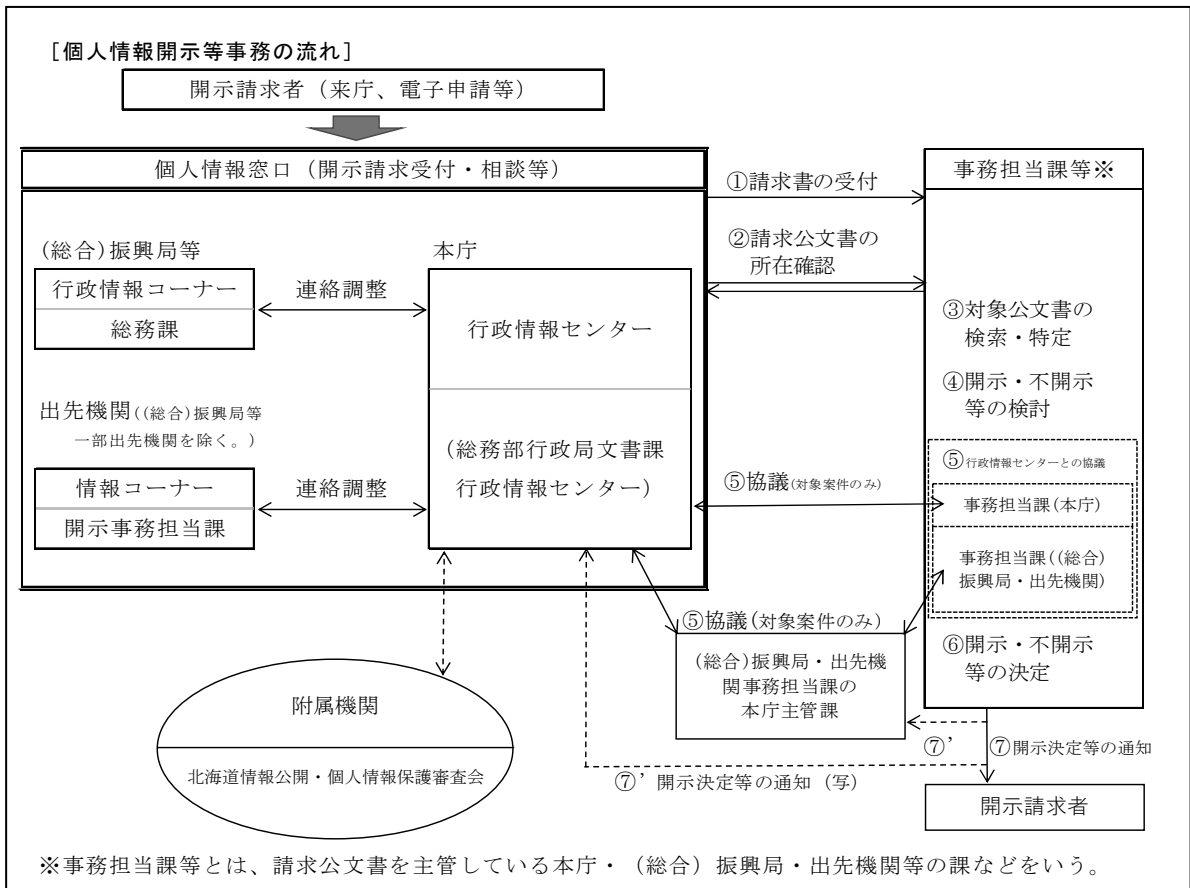 ［個人情報開示等事務の流れ］
開示請求者（来庁、電子申請等）
個人情報窓口（開示請求受付・相談等）
事務担当課等※
①請求書の受付
②請求公文書の
所在確認
(総合)振興局等
行政情報コーナー
総務課
連絡調整
本庁
行政情報センター
(総務部行政局文書課
行政情報センター)
出先機関((総合)振興局等
一部出先機関を除く。)
情報コーナー
開示事務担当課
連絡調整
③対象公文書の
検索・特定
④開示・不開示
等の検討
⑤行政情報センターとの協議
事務担当課(本庁)
事務担当課((総合)
振興局・出先機関)
⑤協議(対象案件のみ)
⑤協議(対象案件のみ)
(総合)振興局・出先機
関事務担当課の
本庁主管課
⑥開示・不開示
等の決定
附属機関
北海道情報公開・個人情報保護審査会
⑦’
⑦開示決定等の通知
⑦’開示決定等の通知（写）
開示請求者
※事務担当課等とは、請求公文書を主管している本庁・（総合）振興局・出先機関等の課などをいう。